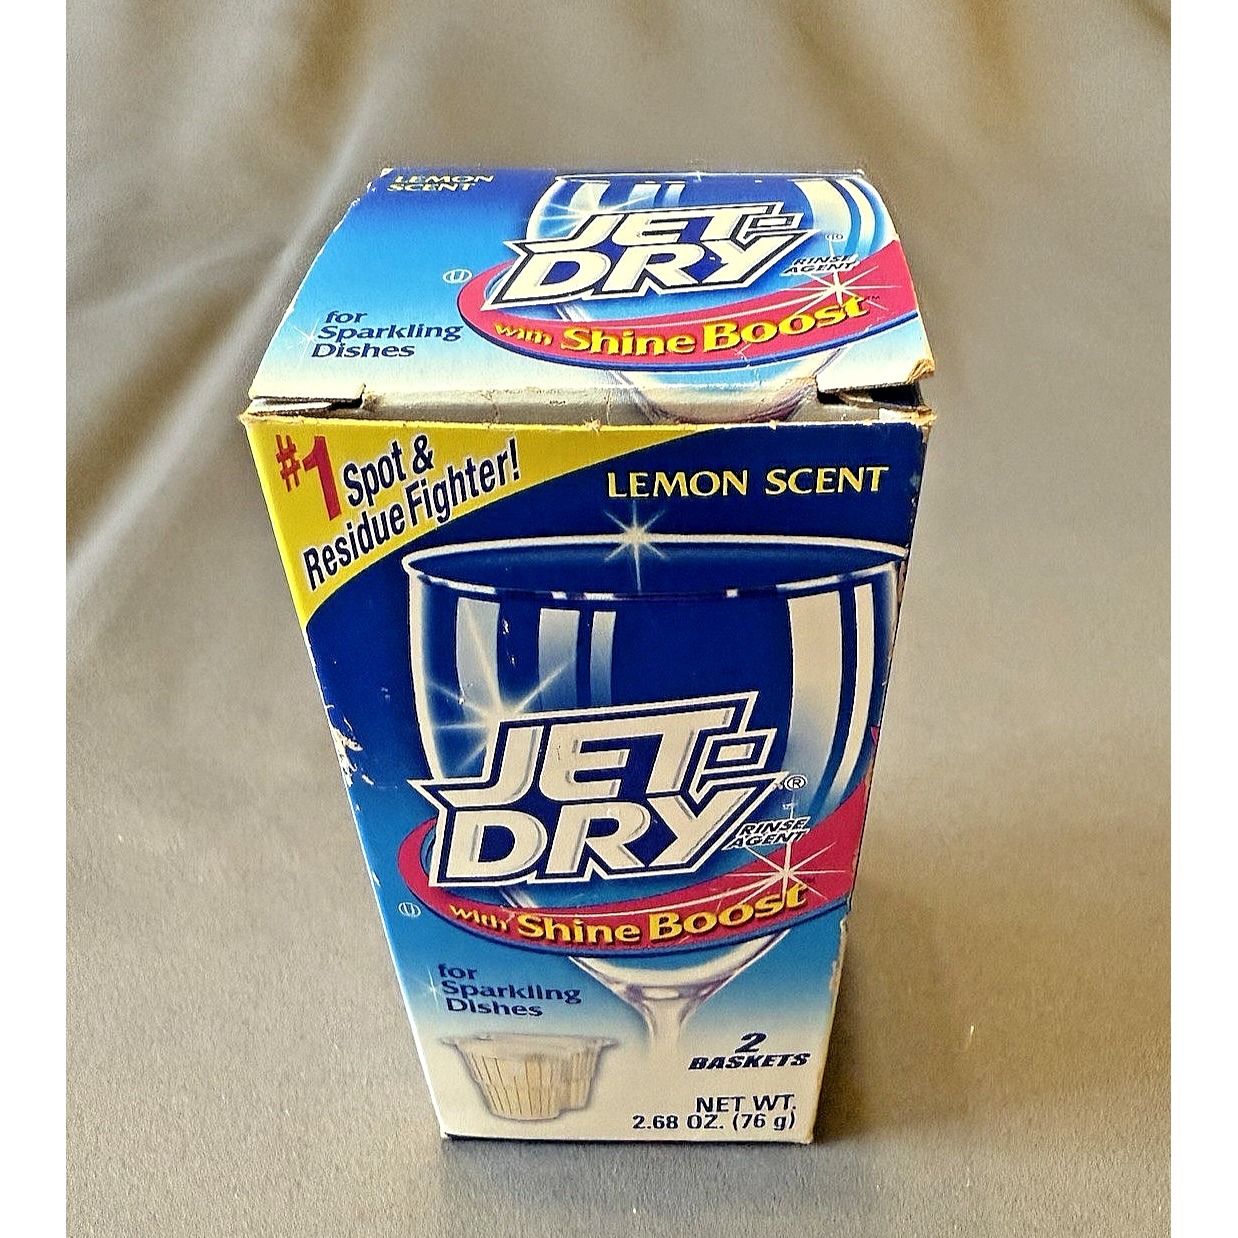 LEMON
SCENT
JET-
DRY®
RINSE
AGENT
with Shine Boost™
U
for
Sparkling
Dishes
#1 Spot &
Residue Fighter!
LEMON SCENT
JET-
DRY®
RINSE
AGENT
with Shine Boost
U
for
Sparkling
Dishes
2
BASKETS
NET WT.
2.68 OZ. (76 g)